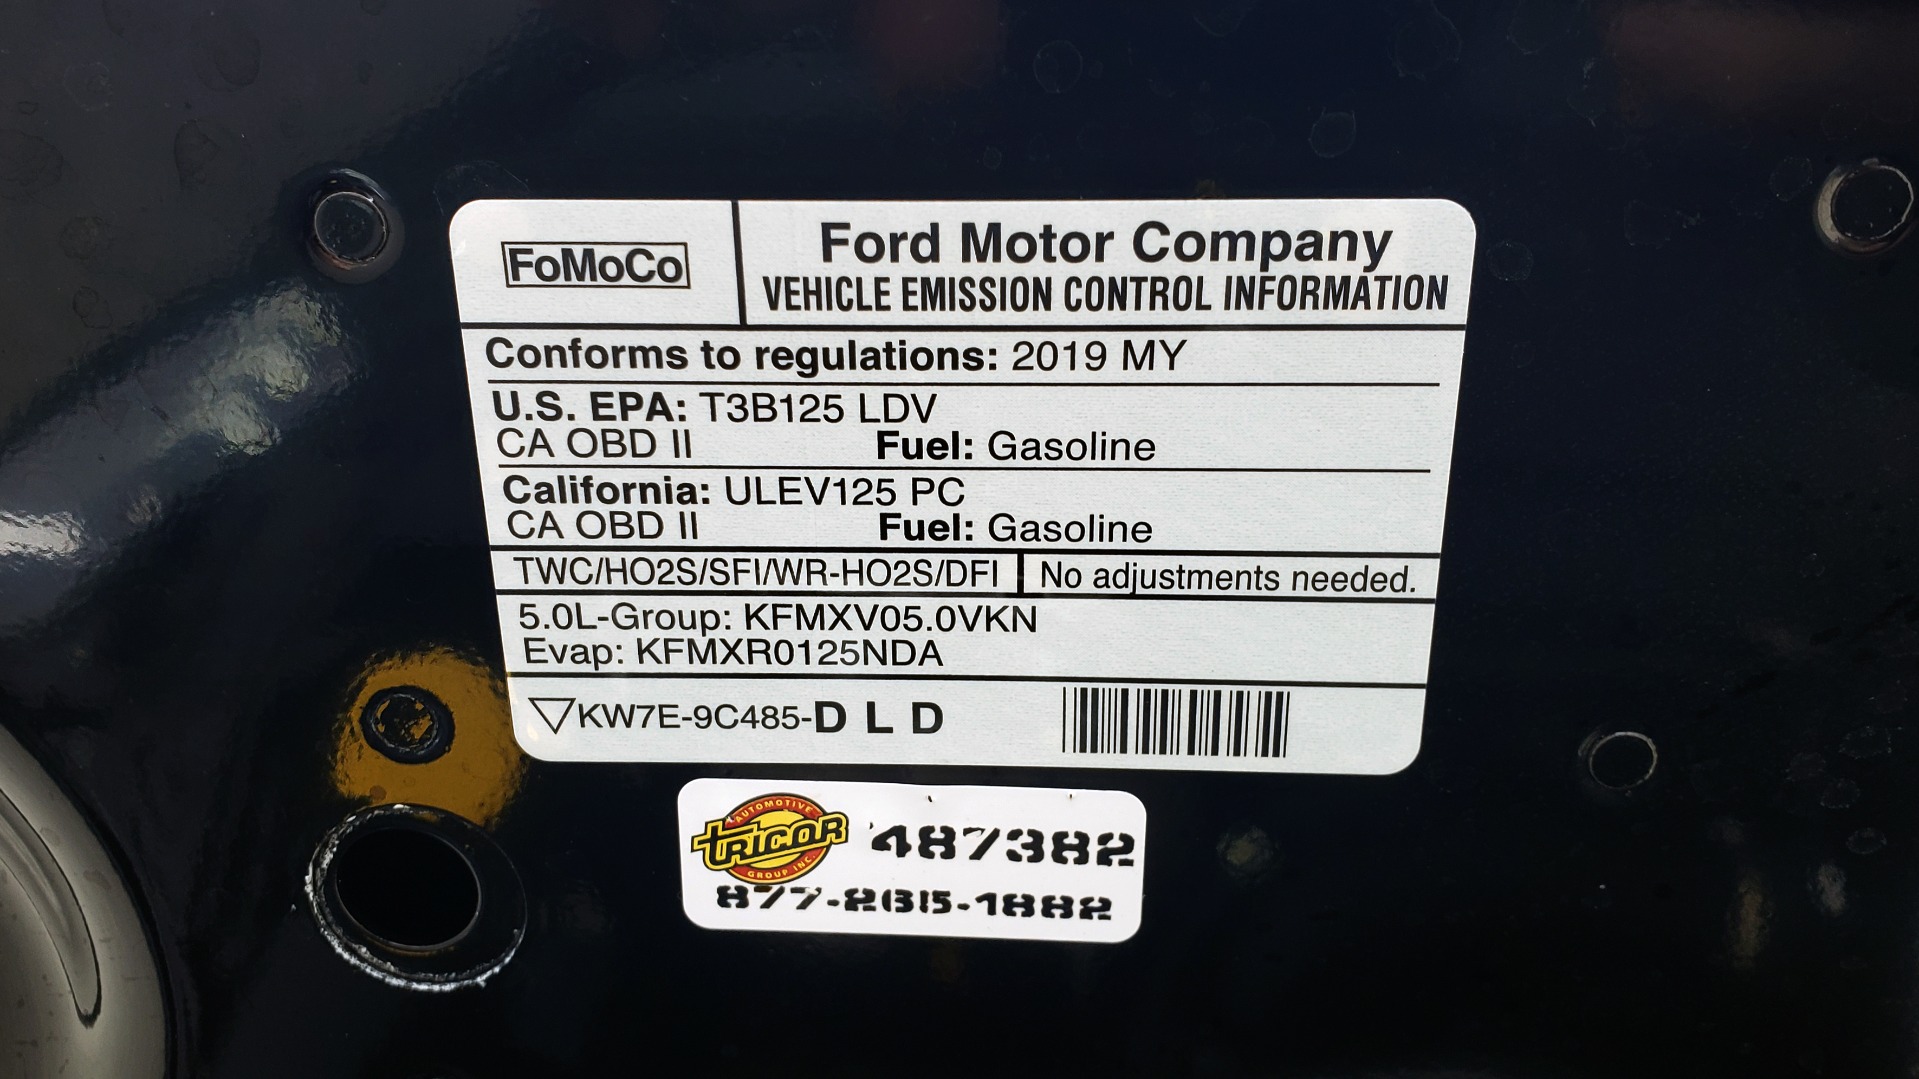 FoMoCo
Ford Motor Company
VEHICLE EMISSION CONTROL INFORMATION
Conforms to regulations: 2019 MY
U.S. EPA: T3B125 LDV
CA OBD II Fuel: Gasoline
California: ULEV125 PC
CA OBD II Fuel: Gasoline
TWC/HO2S/SFI/WR-HO2S/DFI No adjustments needed.
5.0L-Group: KFMXV05.0VKN
Evap: KFMXR0125NDA
KW7E-9C485-D L D
AUTOMOTIVE
TRICOR
GROUP INC.
487382
877-265-1882